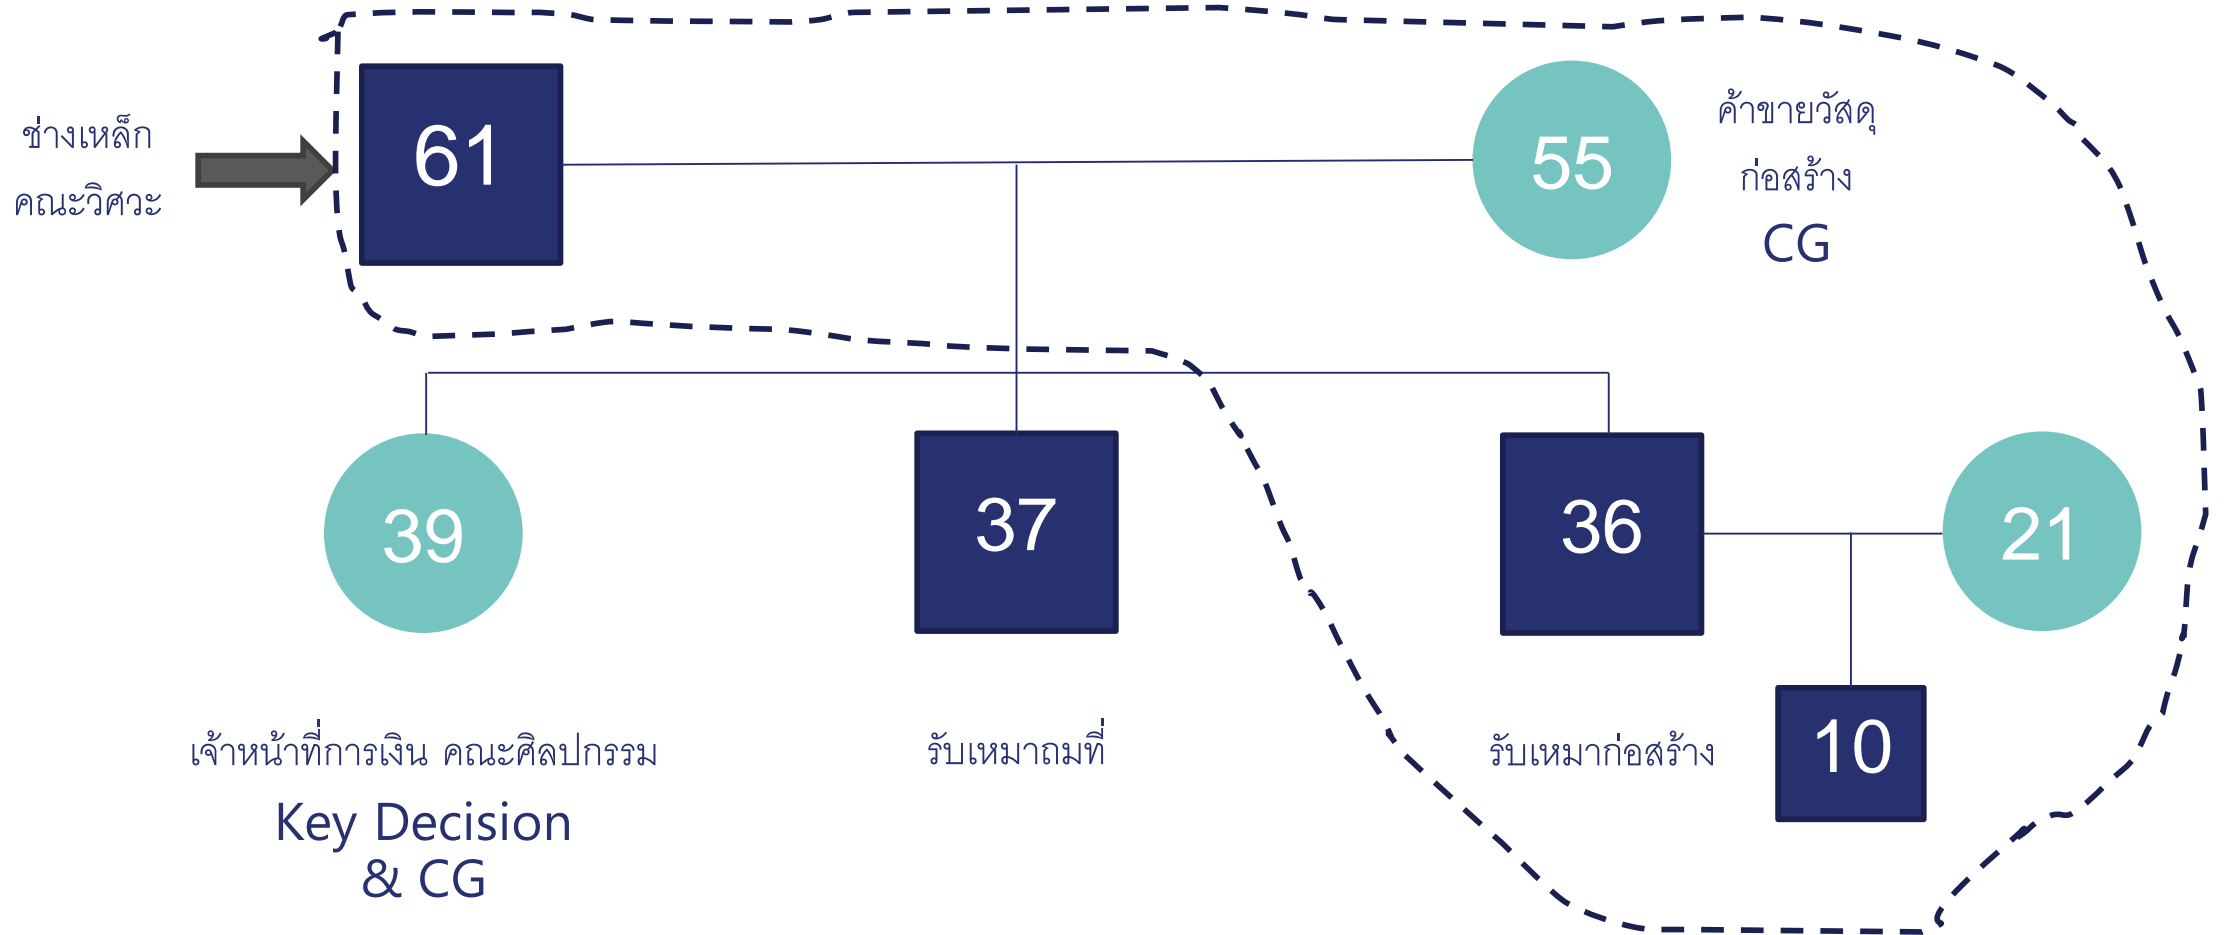 ช่างเหล็ก
คณะวิศวะ
61
55
ค้าขายวัสดุ
ก่อสร้าง
CG
39
37
36
21
10
เจ้าหน้าที่การเงิน คณะศิลปกรรม
Key Decision
& CG
รับเหมาถมที่
รับเหมาก่อสร้าง